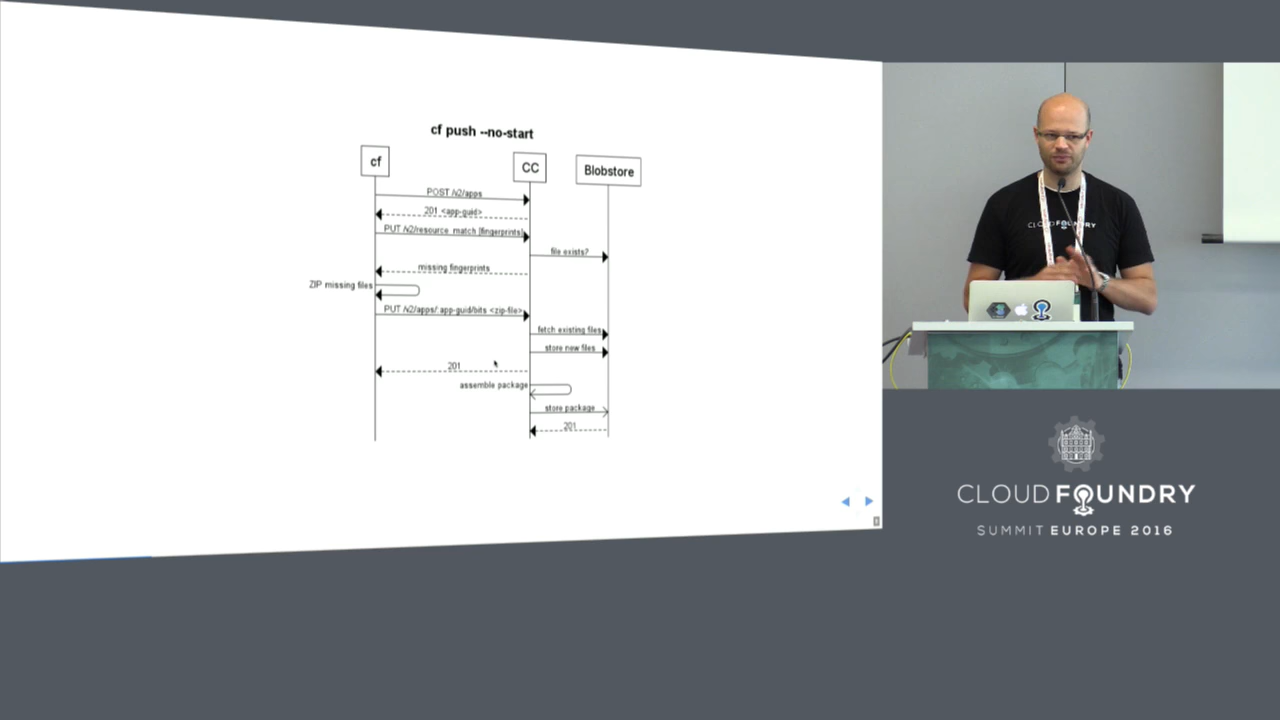 cf push --no-start
cf
CC
Blobstore
POST /v2/apps
201 <app-guid>
PUT /v2/resource_match [fingerprints]
file exists?
missing fingerprints
ZIP missing files
PUT /v2/apps/:app-guid/bits <zip-file>
fetch existing files
store new files
201
assemble package
store package
201
CLOUD FOUNDRY
CLOUD FOUNDRY
SUMMIT EUROPE 2016